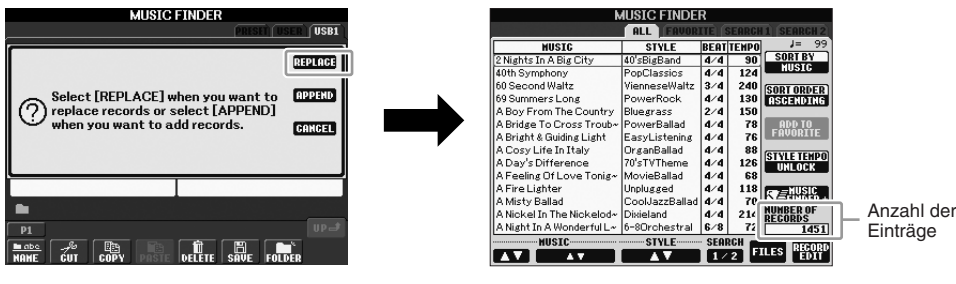 MUSIC FINDER
PRESET USER USB1
REPLACE
Select [REPLACE] when you want to
replace records or select [APPEND]
when you want to add records.
APPEND
CANCEL
P1
UP
NAME CUT COPY PASTE DELETE SAVE FOLDER
MUSIC FINDER
ALL FAVORITE SEARCH1 SEARCH2
MUSIC STYLE BEAT TEMPO
2 Nights In A Big City 40'sBigBand 4/4 90
40th Symphony PopClassics 4/4 124
60 Second Waltz VienneseWaltz 3/4 240
69 Summers Long PowerRock 4/4 130
A Boy From The Country Bluegrass 2/4 150
A Bridge To Cross Troub~ PowerBallad 4/4 78
A Bright & Guiding Light EasyListening 4/4 76
A Cosy Life In Italy OrganBallad 4/4 88
A Day's Difference 70'sTVTheme 4/4 126
A Feeling Of Love Tonig~ MovieBallad 4/4 68
A Fire Lighter Unplugged 4/4 118
A Misty Ballad CoolJazzBallad 4/4 70
A Nickel In The Nickelod~ Dixieland 4/4 214
A Night In A Wonderful L~ 6-8Orchestral 6/8 72
♩= 99
SORT BY
MUSIC
SORT ORDER
ASCENDING
ADD TO
FAVORITE
STYLE TEMPO
UNLOCK
MUSIC
FINDER+
NUMBER OF
RECORDS
1451
MUSIC STYLE SEARCH
▲▼ ▲▼ ▲▼ 1/2 FILES RECORD
EDIT
Anzahl der
Einträge